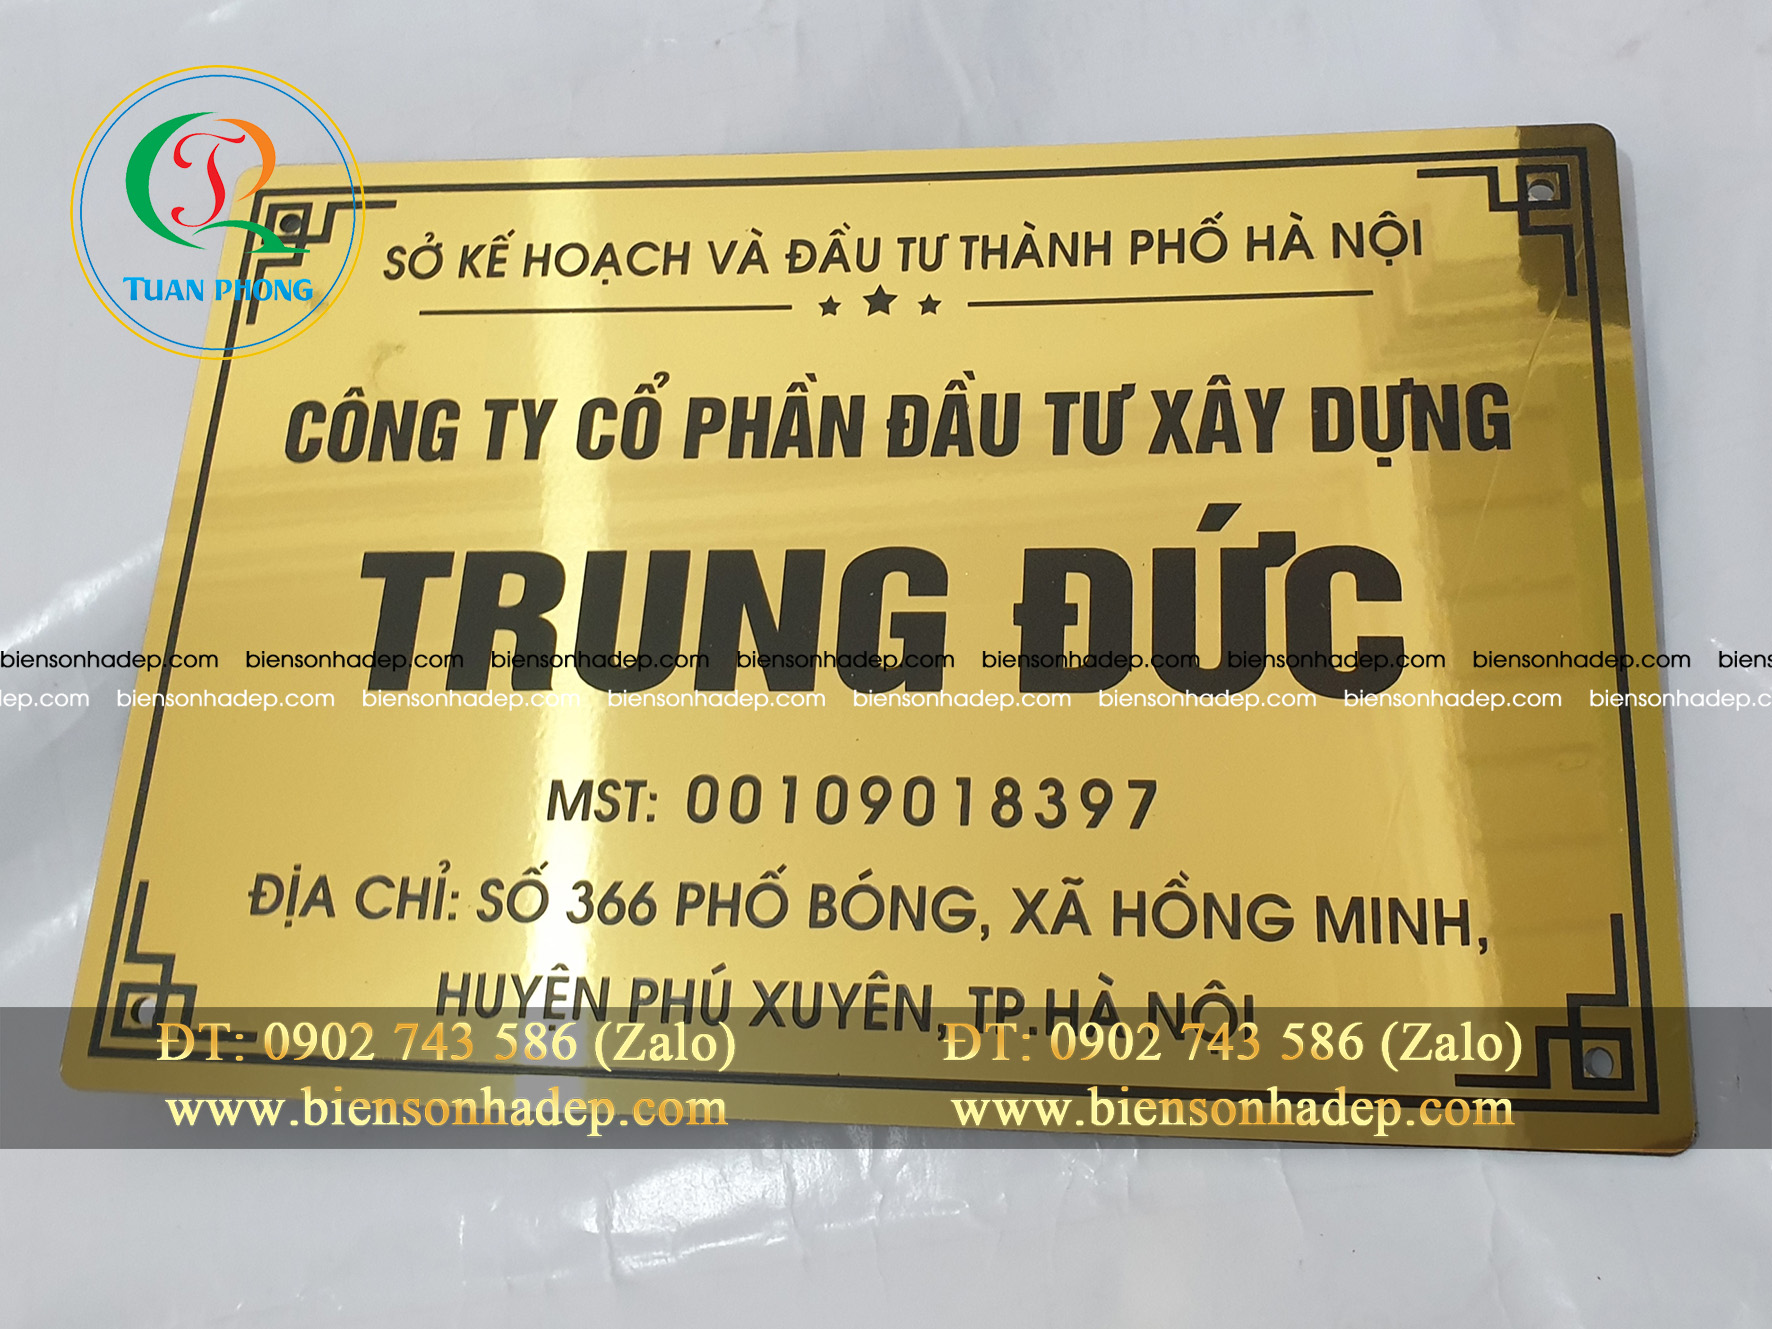 TUAN PHONG
SỞ KẾ HOẠCH VÀ ĐẦU TƯ THÀNH PHỐ HÀ NỘI
CÔNG TY CỔ PHẦN ĐẦU TƯ XÂY DỰNG
TRUNG ĐỨC
biensonhadep.com biensonhadep.com biensonhadep.com biensonhadep.com biensonhadep.com biensonhadep.com biensonhadep.com biens
dep.com biensonhadep.com biensonhadep.com biensonhadep.com biensonhadep.com biensonhadep.com biensonhadep.com biensonhadep.c
MST: 00109018397
ĐỊA CHỈ: SỐ 366 PHỐ BÓNG, XÃ HỒNG MINH,
HUYỆN PHÚ XUYÊN, TP.HÀ NỘI
ĐT: 0902 743 586 (Zalo) ĐT: 0902 743 586 (Zalo)
www.biensonhadep.com www.biensonhadep.com